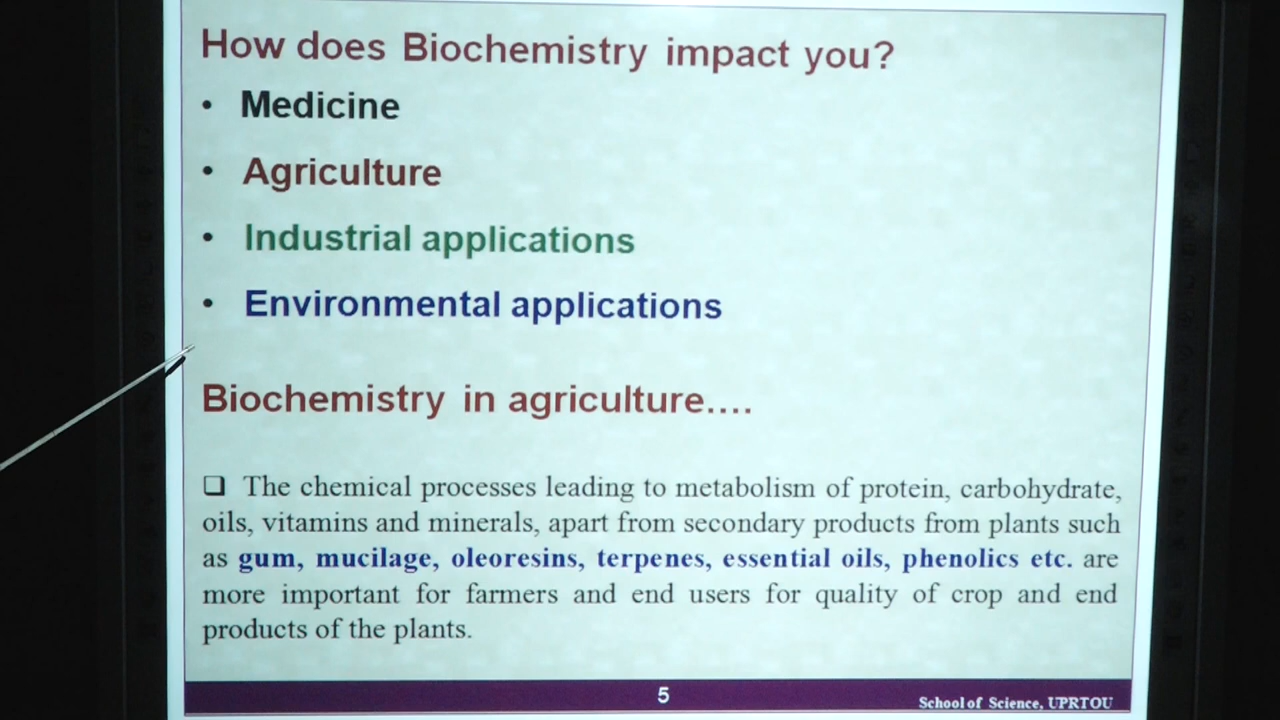 How does Biochemistry impact you?
• Medicine
• Agriculture
• Industrial applications
• Environmental applications
Biochemistry in agriculture....
❑ The chemical processes leading to metabolism of protein, carbohydrate,
oils, vitamins and minerals, apart from secondary products from plants such
as gum, mucilage, oleoresins, terpenes, essential oils, phenolics etc. are
more important for farmers and end users for quality of crop and end
products of the plants.
5
School of Science, UPRTOU